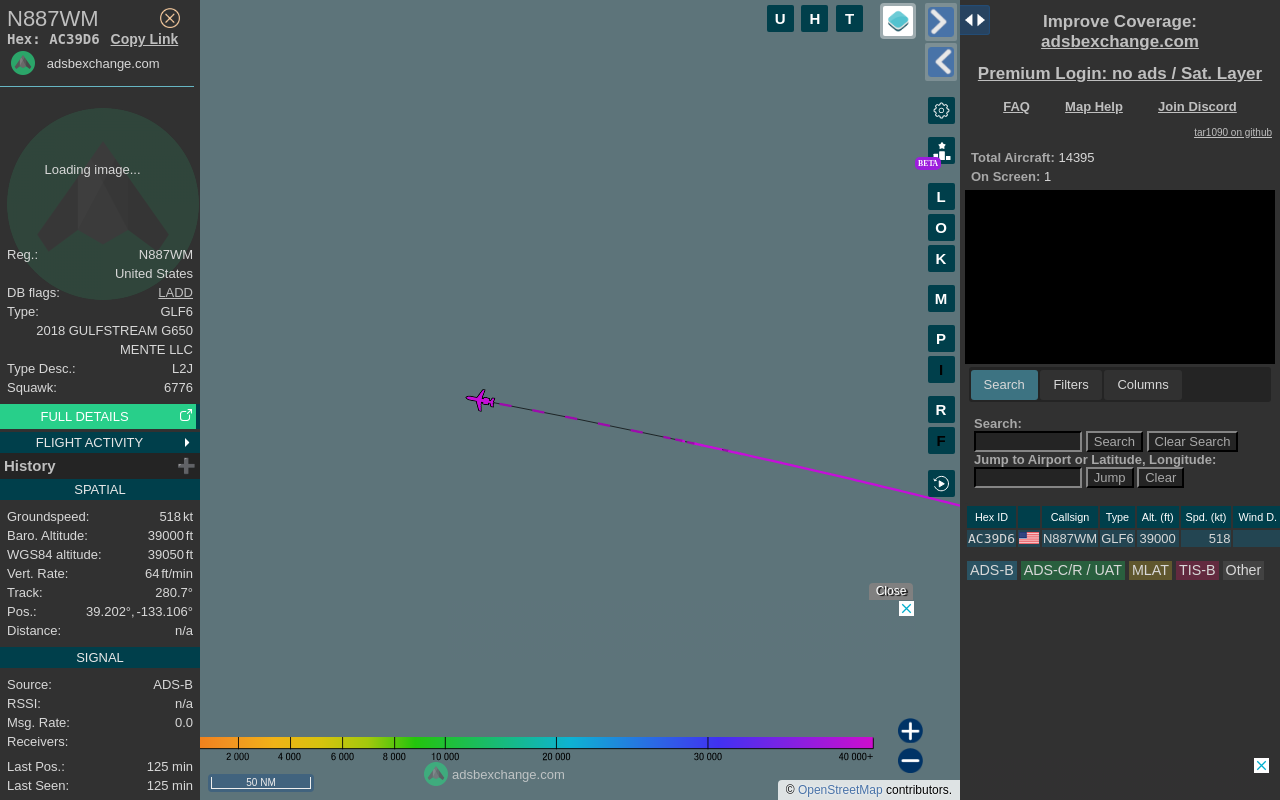 N887WM
Hex: AC39D6 Copy Link
adsbexchange.com
Loading image...
Reg.: N887WM
United States
DB flags: LADD
Type: GLF6
2018 GULFSTREAM G650
MENTE LLC
Type Desc.: L2J
Squawk: 6776
FULL DETAILS
FLIGHT ACTIVITY
History
SPATIAL
Groundspeed: 518 kt
Baro. Altitude: 39000 ft
WGS84 altitude: 39050 ft
Vert. Rate: 64 ft/min
Track: 280.7°
Pos.: 39.202°, -133.106°
Distance: n/a
SIGNAL
Source: ADS-B
RSSI: n/a
Msg. Rate: 0.0
Receivers:
Last Pos.: 125 min
Last Seen: 125 min
U H T
BETA
L
O
K
M
P
I
R
F
Close
2 000 4 000 6 000 8 000 10 000 20 000 30 000 40 000+
adsbexchange.com
50 NM
© OpenStreetMap contributors.
Improve Coverage:
adsbexchange.com
Premium Login: no ads / Sat. Layer
FAQ Map Help Join Discord
tar1090 on github
Total Aircraft: 14395
On Screen: 1
Search Filters Columns
Search:
Search Clear Search
Jump to Airport or Latitude, Longitude:
Jump Clear
Hex ID Callsign Type Alt. (ft) Spd. (kt) Wind D.
AC39D6 N887WM GLF6 39000 518
ADS-B ADS-C/R / UAT MLAT TIS-B Other